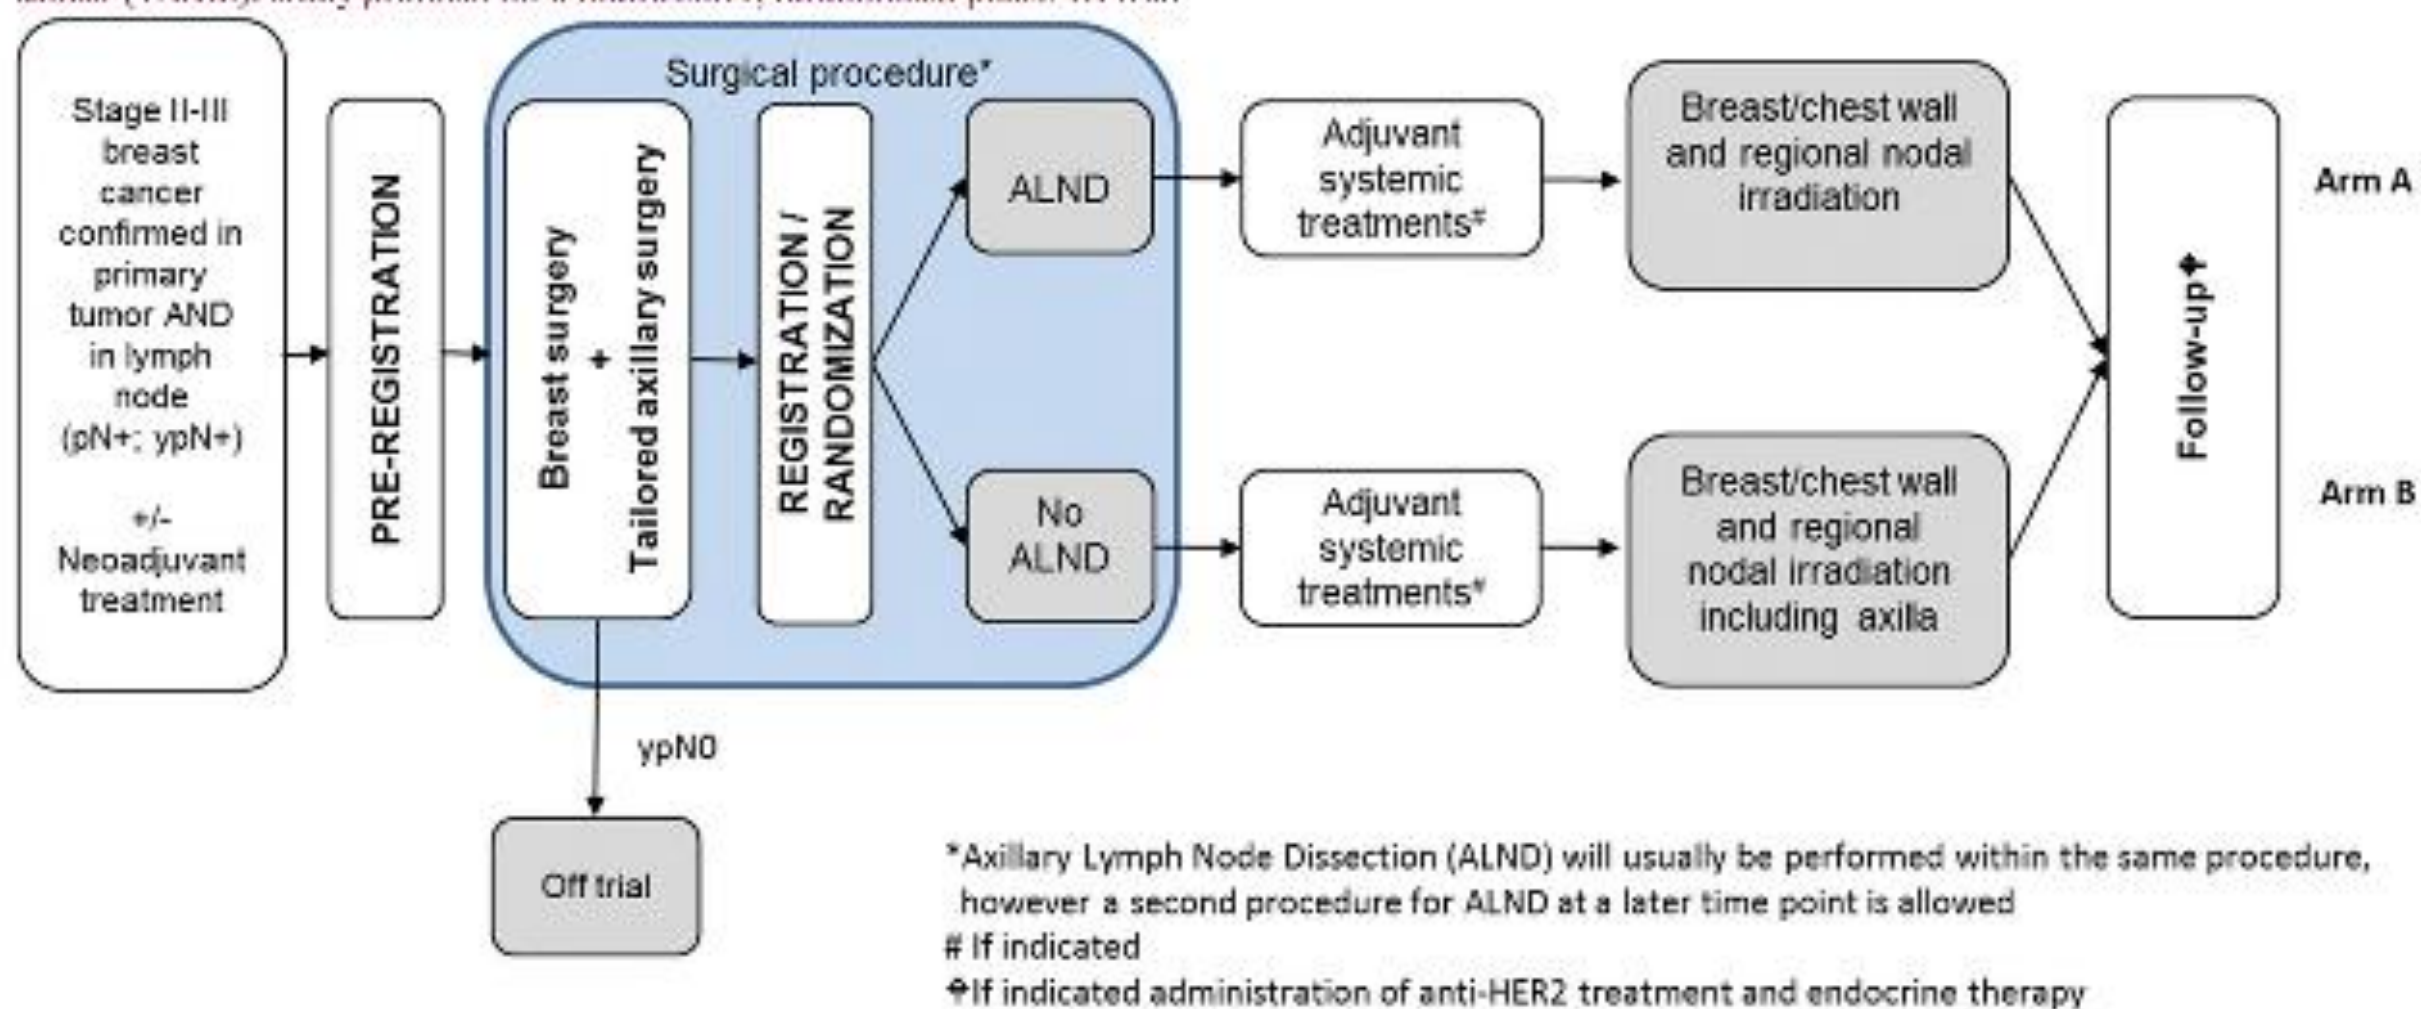 Surgical procedure*
Stage II-III
breast
cancer
confirmed in
primary
tumor AND
in lymph
node
(pN+; ypN+)
+/-
Neoadjuvant
treatment
PRE-REGISTRATION
Breast surgery
+
Tailored axillary surgery
REGISTRATION /
RANDOMIZATION
ALND
Adjuvant
systemic
treatments#
Breast/chest wall
and regional nodal
irradiation
Arm A
No
ALND
Adjuvant
systemic
treatments#
Breast/chest wall
and regional
nodal irradiation
including axilla
Arm B
Follow-up🕈
ypN0
Off trial
*Axillary Lymph Node Dissection (ALND) will usually be performed within the same procedure,
however a second procedure for ALND at a later time point is allowed
# If indicated
🕈If indicated administration of anti-HER2 treatment and endocrine therapy